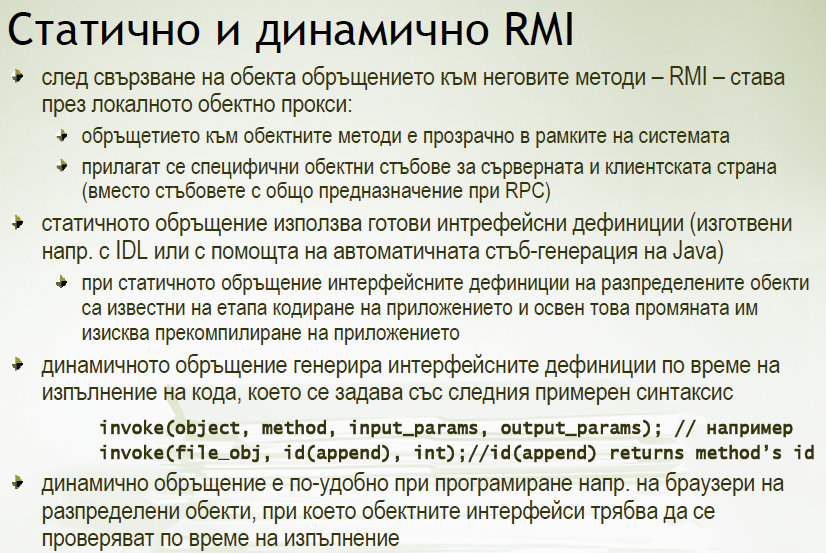 Статично и динамично RMI
след свързване на обекта обръщението към неговите методи – RMI – става
през локалното обектно прокси:
обръщетието към обектните методи е прозрачно в рамките на системата
прилагат се специфични обектни стъбове за сърверната и клиентската страна
(вместо стъбовете с общо предназначение при RPC)
статичното обръщение използва готови интрефейсни дефиниции (изготвени
напр. с IDL или с помощта на автоматичната стъб-генерация на Java)
при статичното обръщение интерфейсните дефиниции на разпределените обекти
са известни на етапа кодиране на приложението и освен това промяната им
изисква прекомпилиране на приложението
динамичното обръщение генерира интерфейсните дефиниции по време на
изпълнение на кода, което се задава със следния примерен синтаксис
invoke(object, method, input_params, output_params); // например
invoke(file_obj, id(append), int);//id(append) returns method’s id
динамично обръщение е по-удобно при програмиране напр. на браузери на
разпределени обекти, при което обектните интерфейси трябва да се
проверяват по време на изпълнение